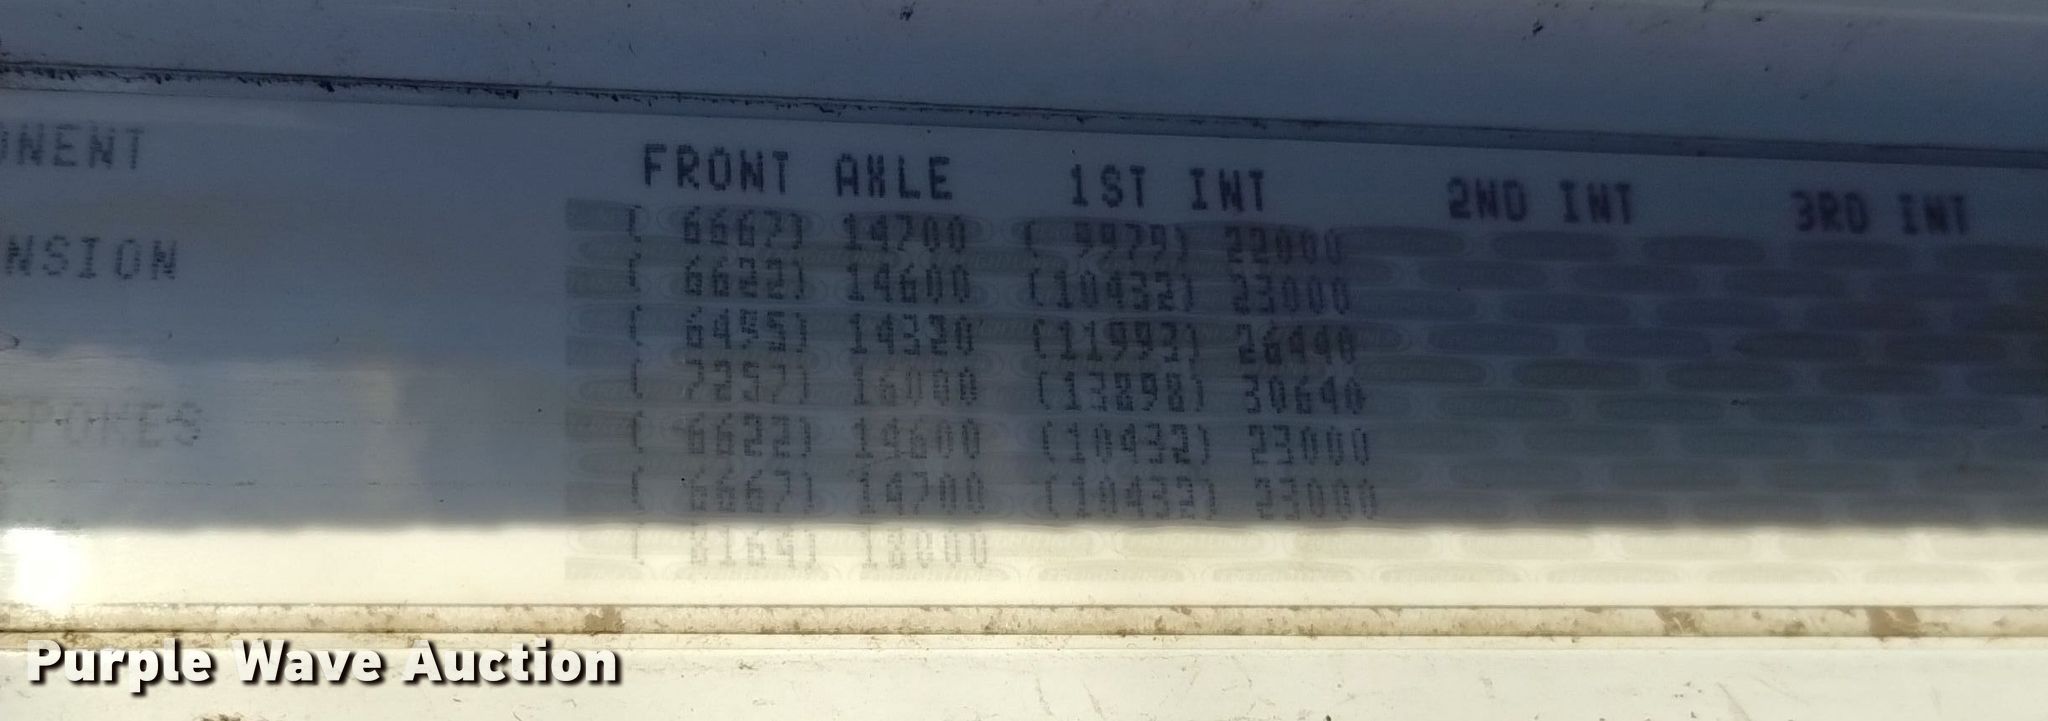 ONENT FRONT AXLE 1ST INT 2ND INT 3RD INT
( 6667) 14700 ( 9979) 22000
NSION ( 6622) 14600 (10432) 23000
( 6495) 14320 (11993) 26440
( 7257) 16000 (13898) 30640
SPOKES ( 6622) 14600 (10432) 23000
( 6667) 14700 (10432) 23000
( 8164) 18000
Purple Wave Auction